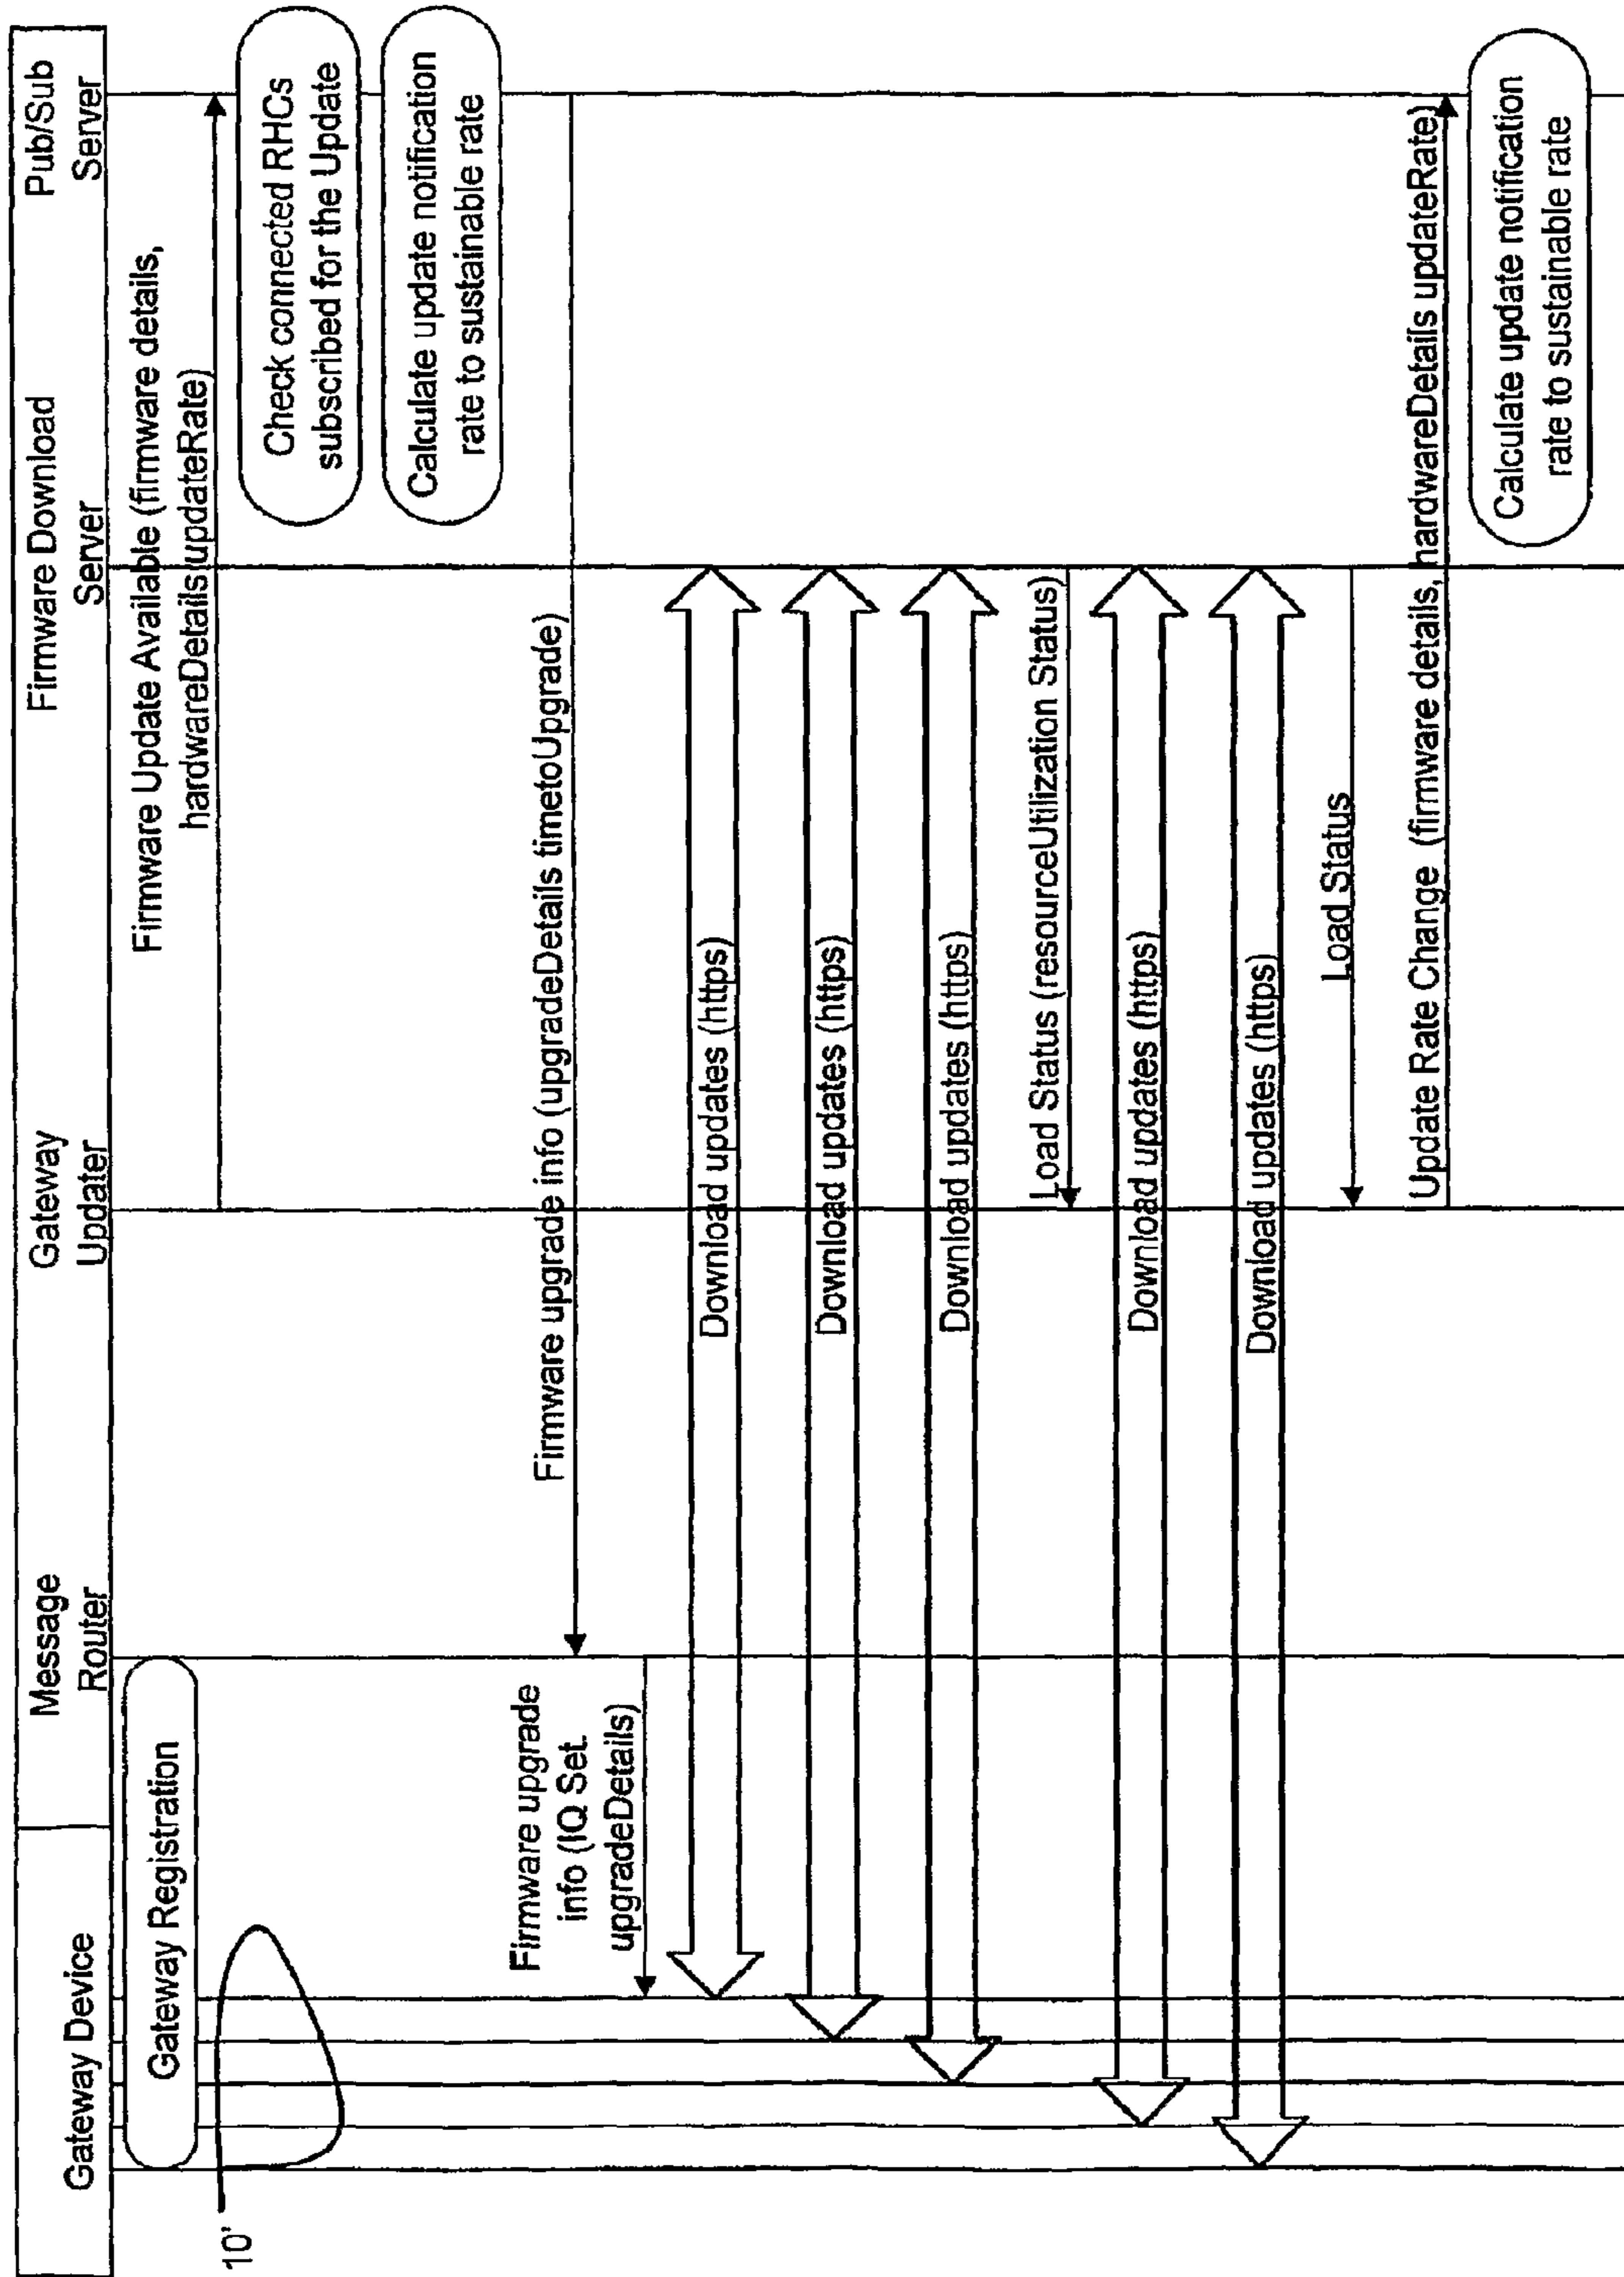 Gateway Device
Message
Router
Gateway
Updater
Firmware Download
Server
Pub/Sub
Server
Gateway Registration
10'
Firmware Update Available (firmware details,
hardwareDetails updateRate)
Check connected RHCs
subscribed for the Update
Calculate update notification
rate to sustainable rate
Firmware upgrade info (upgradeDetails timetoUpgrade)
Firmware upgrade
info (IQ Set.
upgradeDetails)
Download updates (https)
Download updates (https)
Download updates (https)
Load Status (resourceUtilization Status)
Download updates (https)
Download updates (https)
Load Status
Update Rate Change (firmware details, hardwareDetails updateRate)
Calculate update notification
rate to sustainable rate